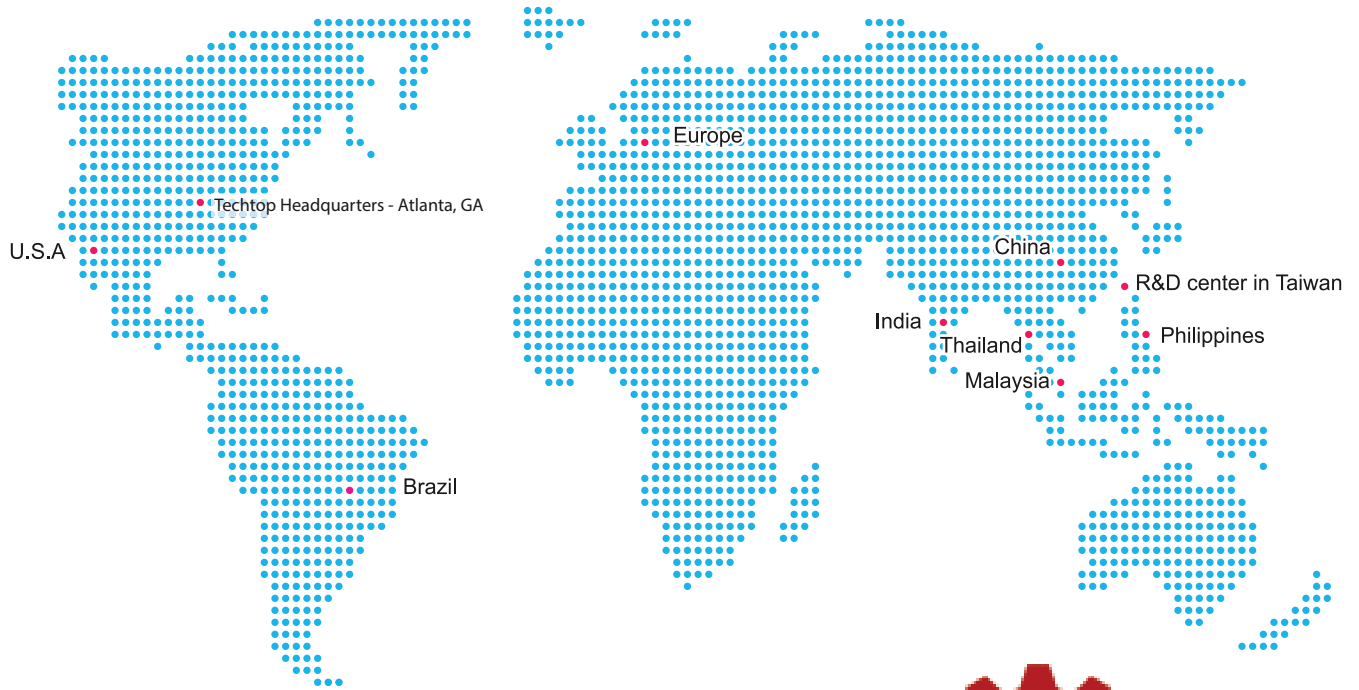 Europe
Techtop Headquarters - Atlanta, GA
U.S.A
China
R&D center in Taiwan
India
Thailand
Philippines
Malaysia
Brazil